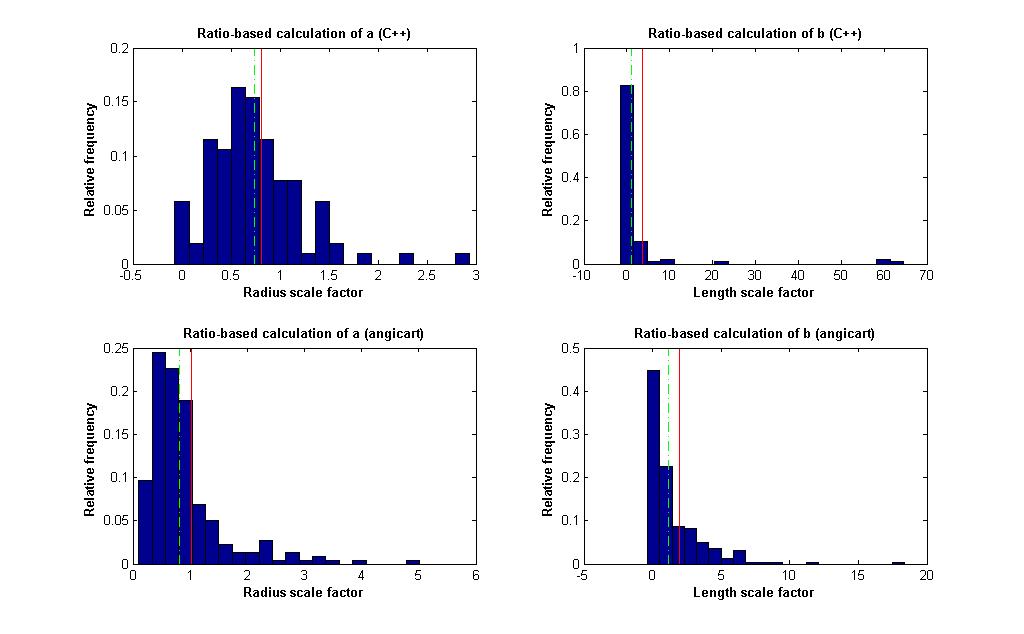 Ratio-based calculation of a (C++)
Relative frequency
0.2
0.15
0.1
0.05
0
-0.5 0 0.5 1 1.5 2 2.5 3
Radius scale factor
Ratio-based calculation of b (C++)
Relative frequency
1
0.8
0.6
0.4
0.2
0
-10 0 10 20 30 40 50 60 70
Length scale factor
Ratio-based calculation of a (angicart)
Relative frequency
0.25
0.2
0.15
0.1
0.05
0
0 1 2 3 4 5 6
Radius scale factor
Ratio-based calculation of b (angicart)
Relative frequency
0.5
0.4
0.3
0.2
0.1
0
-5 0 5 10 15 20
Length scale factor